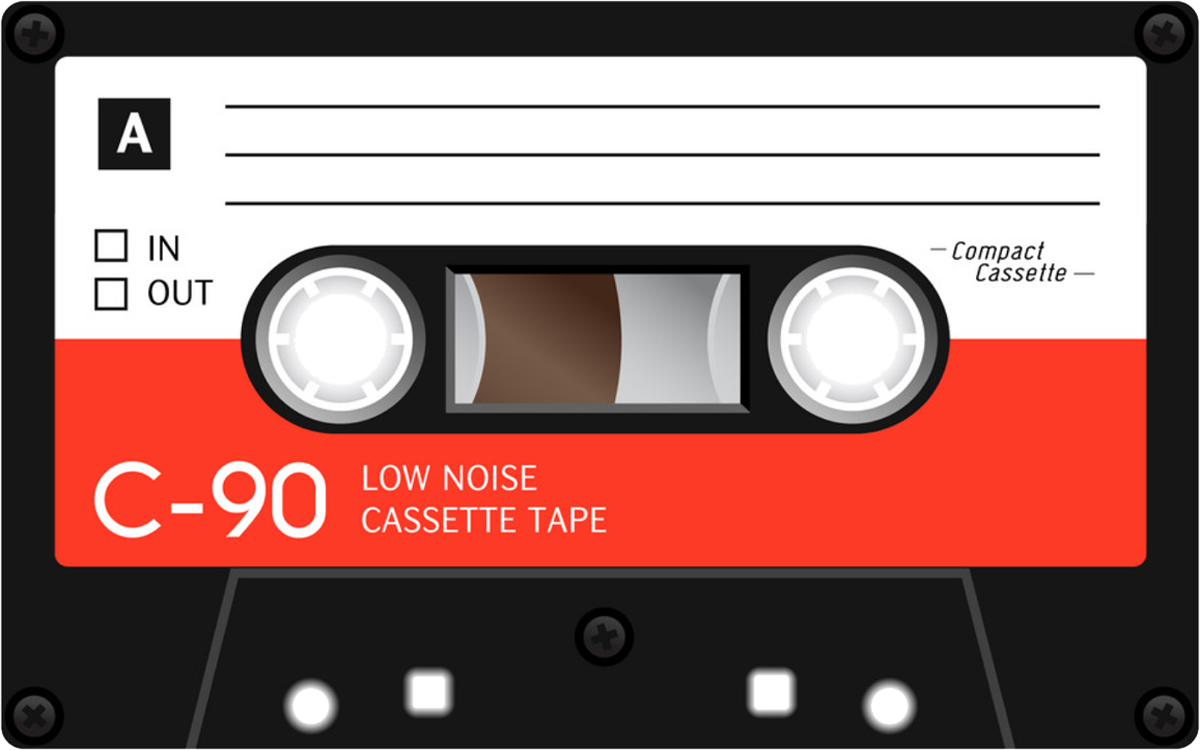 A
IN
OUT
Compact
Cassette
C-90
LOW NOISE
CASSETTE TAPE